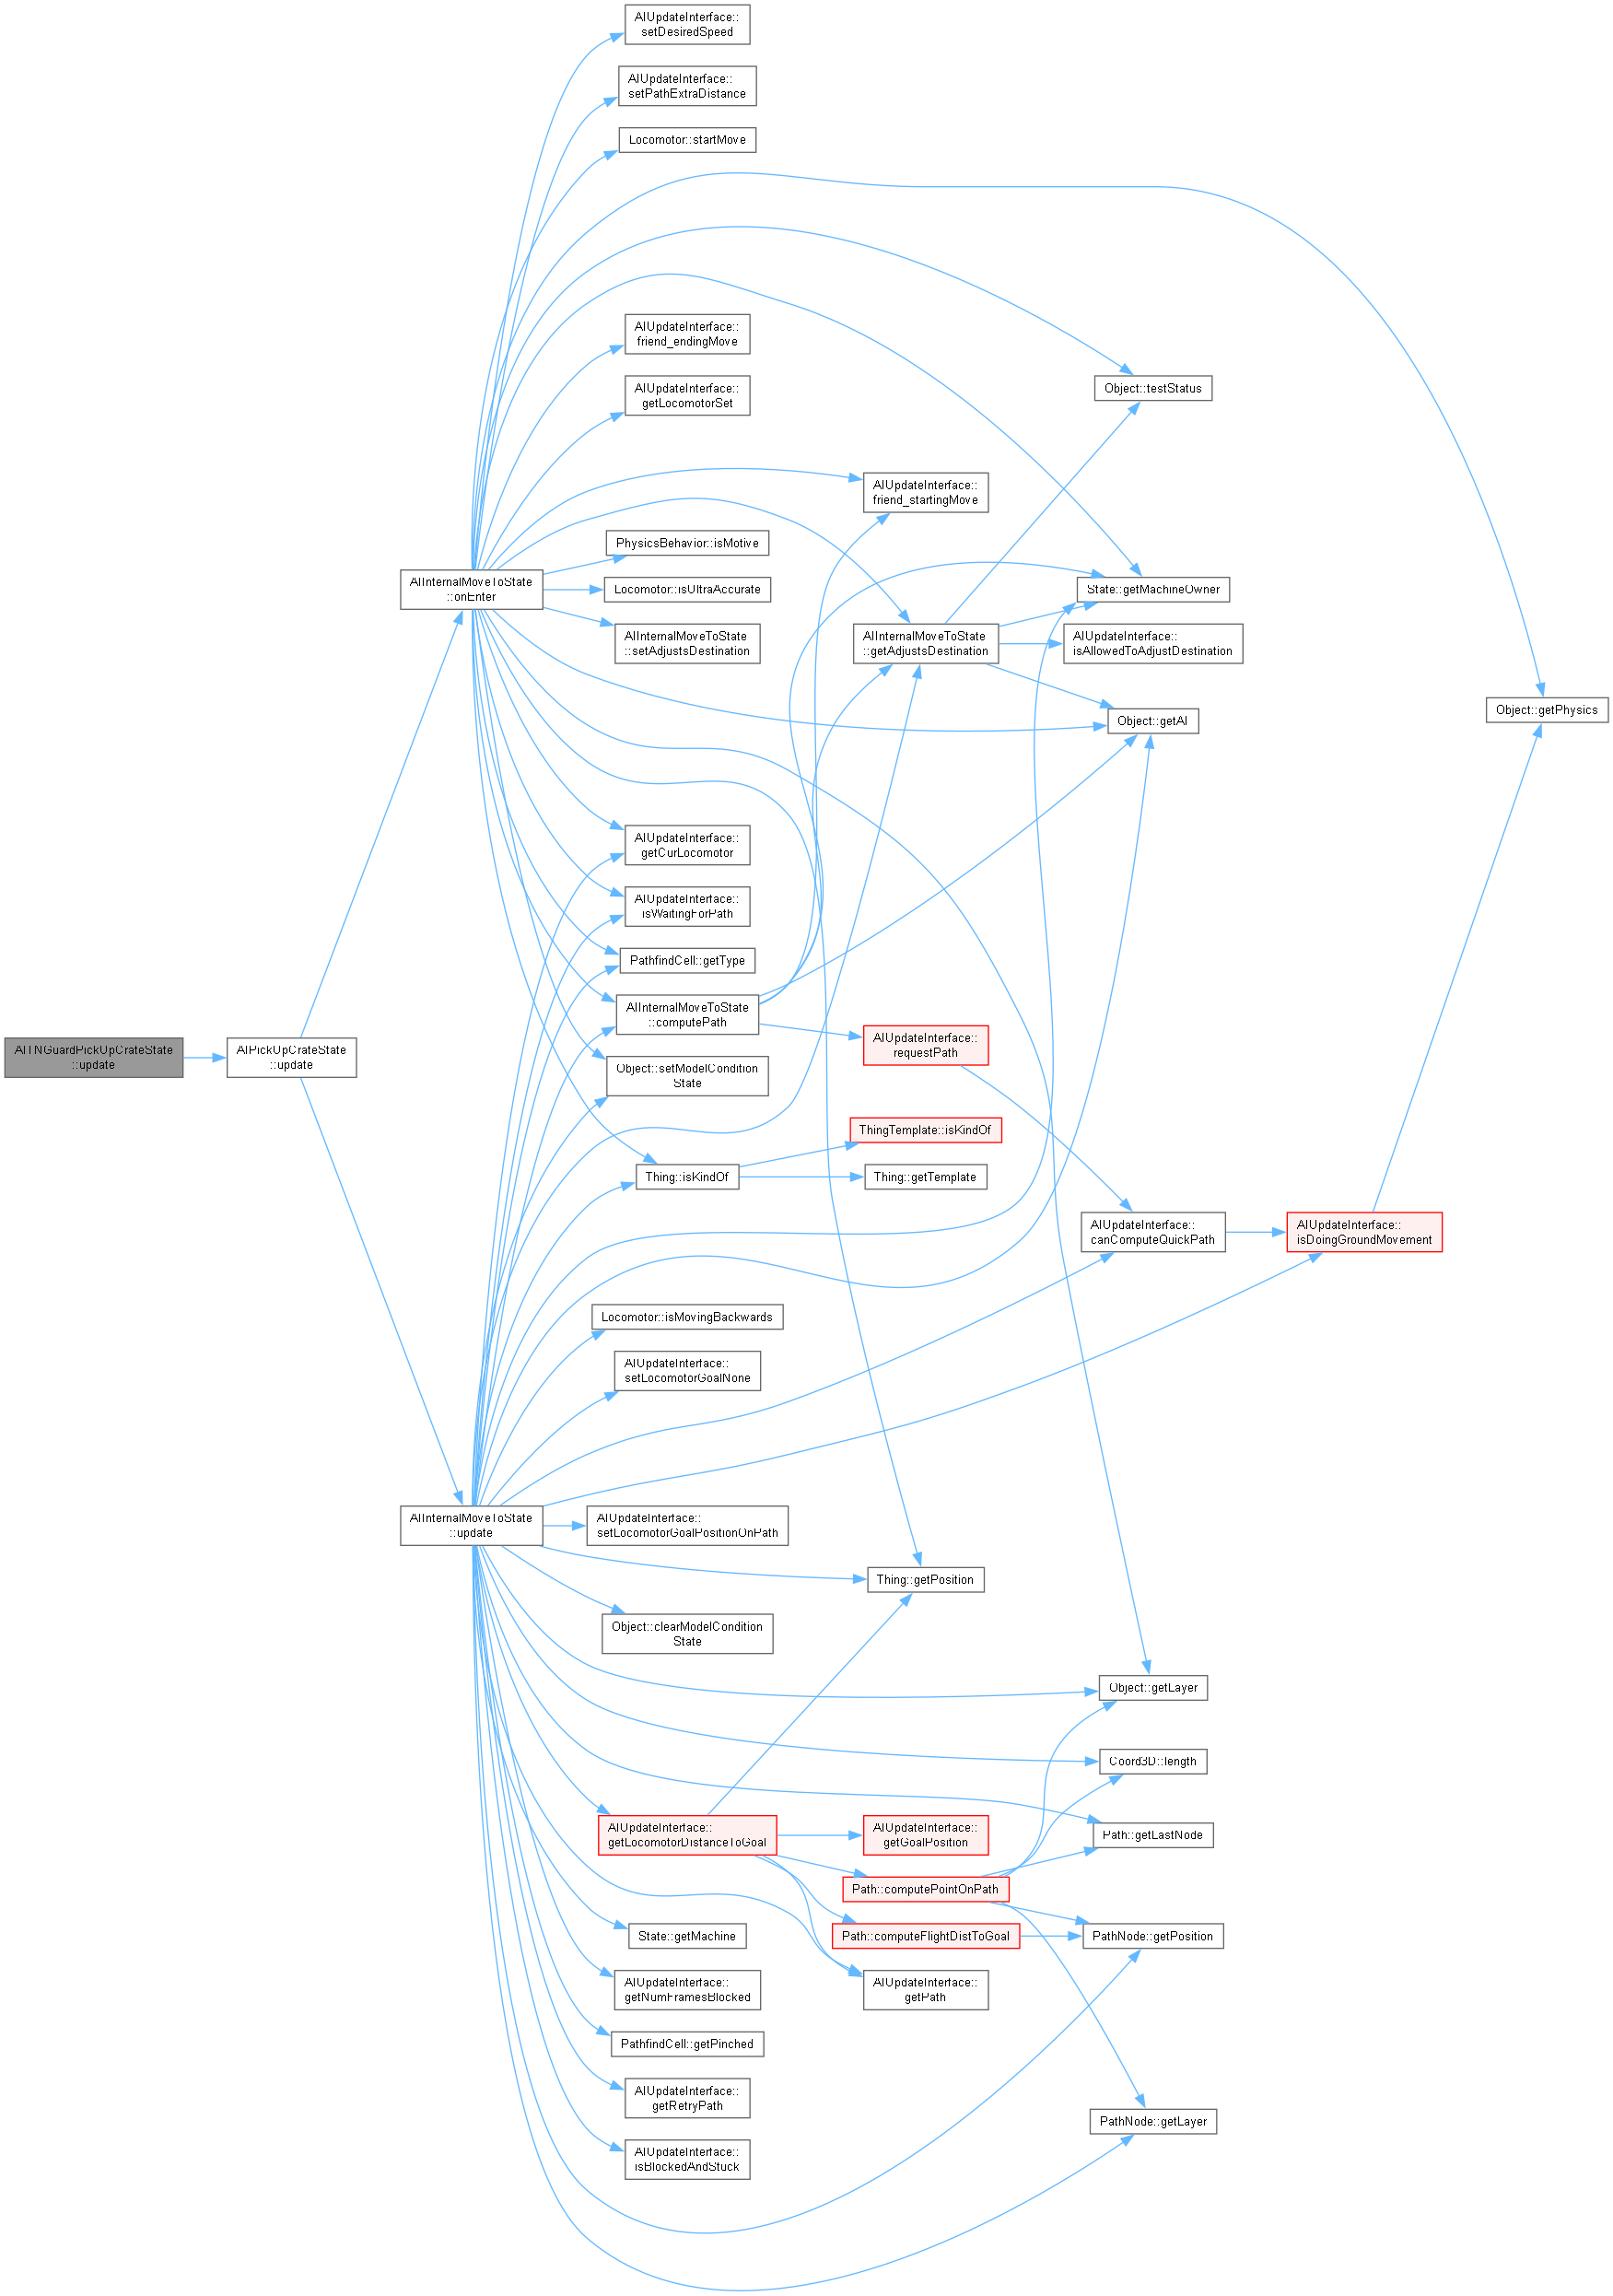 AIUpdateInterface::
setDesiredSpeed
AIUpdateInterface::
setPathExtraDistance
Locomotor::startMove
AIUpdateInterface::
friend_endingMove
AIUpdateInterface::
getLocomotorSet
Object::testStatus
AIUpdateInterface::
friend_startingMove
PhysicsBehavior::isMotive
AIInternalMoveToState
::onEnter
Locomotor::isUltraAccurate
State::getMachineOwner
AIInternalMoveToState
::setAdjustsDestination
AIInternalMoveToState
::getAdjustsDestination
AIUpdateInterface::
isAllowedToAdjustDestination
Object::getAI
Object::getPhysics
AIUpdateInterface::
getCurLocomotor
AIUpdateInterface::
isWaitingForPath
PathfindCell::getType
AIInternalMoveToState
::computePath
AIUpdateInterface::
requestPath
AITNGuardPickUpCrateState
::update
AIPickUpCrateState
::update
Object::setModelCondition
State
ThingTemplate::isKindOf
Thing::isKindOf
Thing::getTemplate
AIUpdateInterface::
canComputeQuickPath
AIUpdateInterface::
isDoingGroundMovement
Locomotor::isMovingBackwards
AIUpdateInterface::
setLocomotorGoalNone
AIInternalMoveToState
::update
AIUpdateInterface::
setLocomotorGoalPositionOnPath
Thing::getPosition
Object::clearModelCondition
State
Object::getLayer
Coord3D::length
AIUpdateInterface::
getLocomotorDistanceToGoal
AIUpdateInterface::
getGoalPosition
Path::getLastNode
Path::computePointOnPath
State::getMachine
Path::computeFlightDistToGoal
PathNode::getPosition
AIUpdateInterface::
getNumFramesBlocked
AIUpdateInterface::
getPath
PathfindCell::getPinched
AIUpdateInterface::
getRetryPath
PathNode::getLayer
AIUpdateInterface::
isBlockedAndStuck